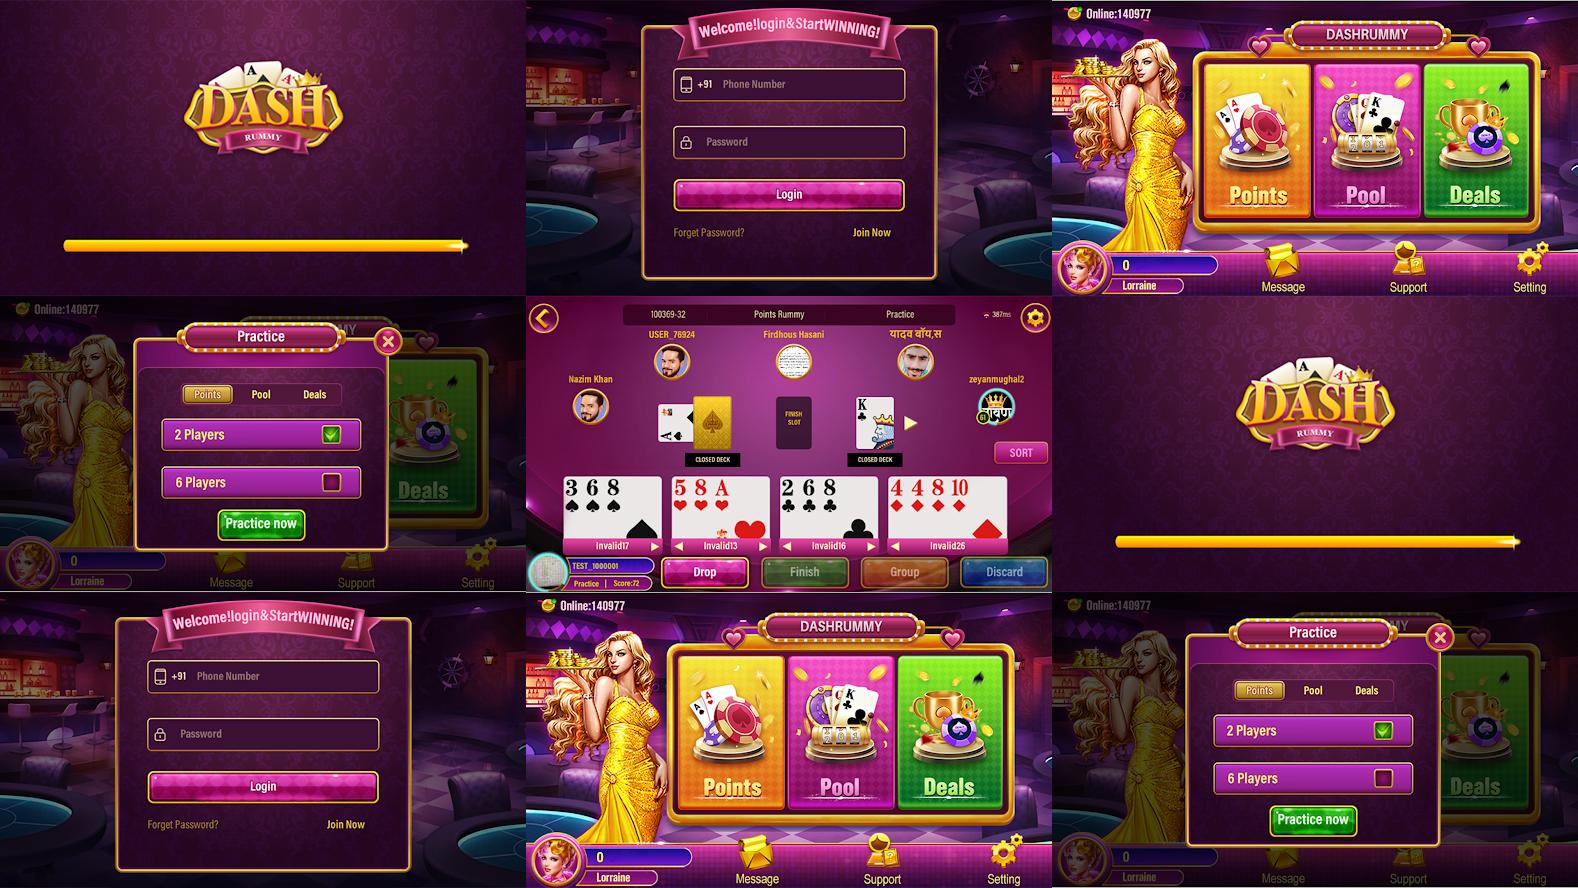 A A
DASH
RUMMY
Welcome!login&StartWINNING!
+91 Phone Number
Password
Login
Forget Password? Join Now
Online:140977
DASHRUMMY
Points Pool Deals
0
Lorraine
Message Support Setting
Online:140977
Practice
Points Pool Deals
2 Players
6 Players
Practice now
Deals
0
Lorraine
Message Support Setting
100369-32 Points Rummy Practice 387ms
USER_76924 Firdhous Hasani यादव बॉय,स
Nazim Khan zeyanmughal2
A
FINISH
SLOT
K
CLOSED DECK CLOSED DECK
SORT
3 6 8 5 8 A 2 6 8 4 4 8 10
Invalid17 Invalid13 Invalid16 Invalid26
TEST_1000001
Practice | Score:72
Drop Finish Group Discard
A A
DASH
RUMMY
Welcome!login&StartWINNING!
+91 Phone Number
Password
Login
Forget Password? Join Now
Online:140977
DASHRUMMY
Points Pool Deals
0
Lorraine
Message Support Setting
Online:140977
Practice
Points Pool Deals
2 Players
6 Players
Practice now
Deals
0
Lorraine
Message Support Setting